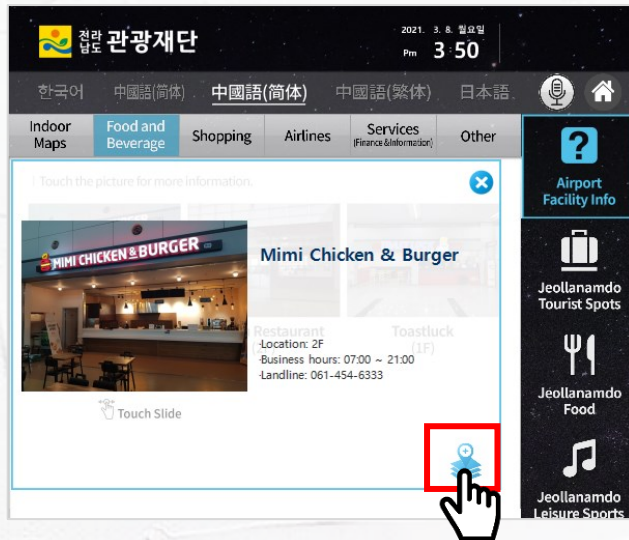 전라
남도 관광재단
2021. 3. 8. 월요일
Pm 3:50
한국어 中國語(简体) 中國語(简体) 中國語(繁体) 日本語
Indoor Maps
Food and Beverage
Shopping
Airlines
Services
(Finance &Information)
Other
?
Airport
Facility Info
Touch the picture for more information.
MIMI CHICKEN & BURGER
Mimi Chicken & Burger
Restaurant
Toastluck
(1F)
·Location: 2F
·Business hours: 07:00 ~ 21:00
·Landline: 061-454-6333
Touch Slide
Jeollanamdo
Tourist Spots
Jeollanamdo
Food
Jeollanamdo
Leisure Sports